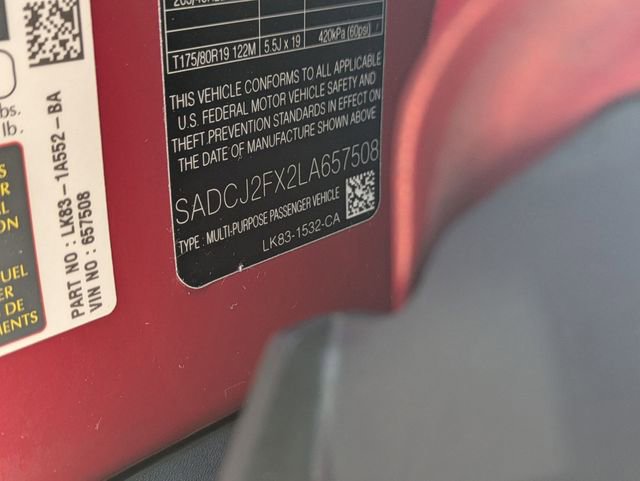 T175/80R19 122M 5.5J x 19 420kPa (60psi)
THIS VEHICLE CONFORMS TO ALL APPLICABLE
U.S. FEDERAL MOTOR VEHICLE SAFETY AND
THEFT PREVENTION STANDARDS IN EFFECT ON
THE DATE OF MANUFACTURE SHOWN ABOVE
SADCJ2FX2LA657508
TYPE : MULTI-PURPOSE PASSENGER VEHICLE
LK83-1532-CA
lb.
PART NO : LK83-1A552-BA
VIN NO : 657508
DE